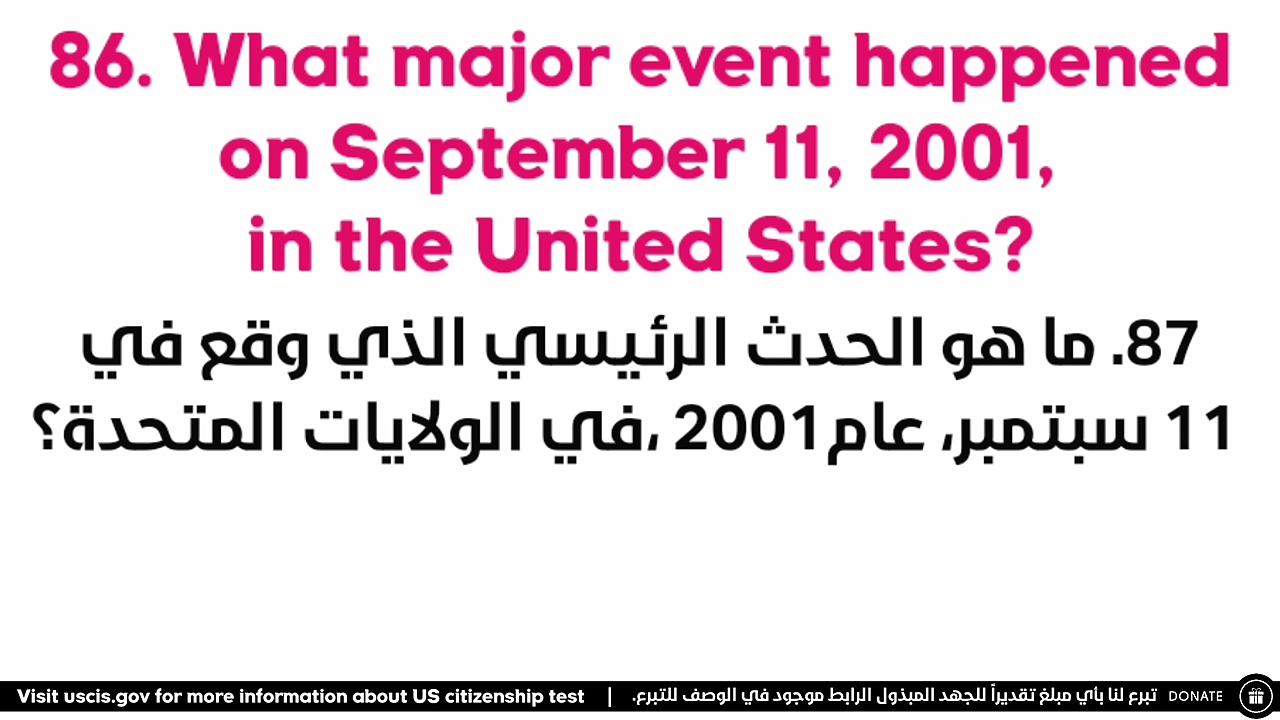 86. What major event happened
on September 11, 2001,
in the United States?
87. ما هو الحدث الرئيسي الذي وقع في
11 سبتمبر، عام2001 ،في الولايات المتحدة؟
Visit uscis.gov for more information about US citizenship test | تبرع لنا بأي مبلغ تقديراً للجهد المبذول الرابط موجود في الوصف للتبرع. DONATE